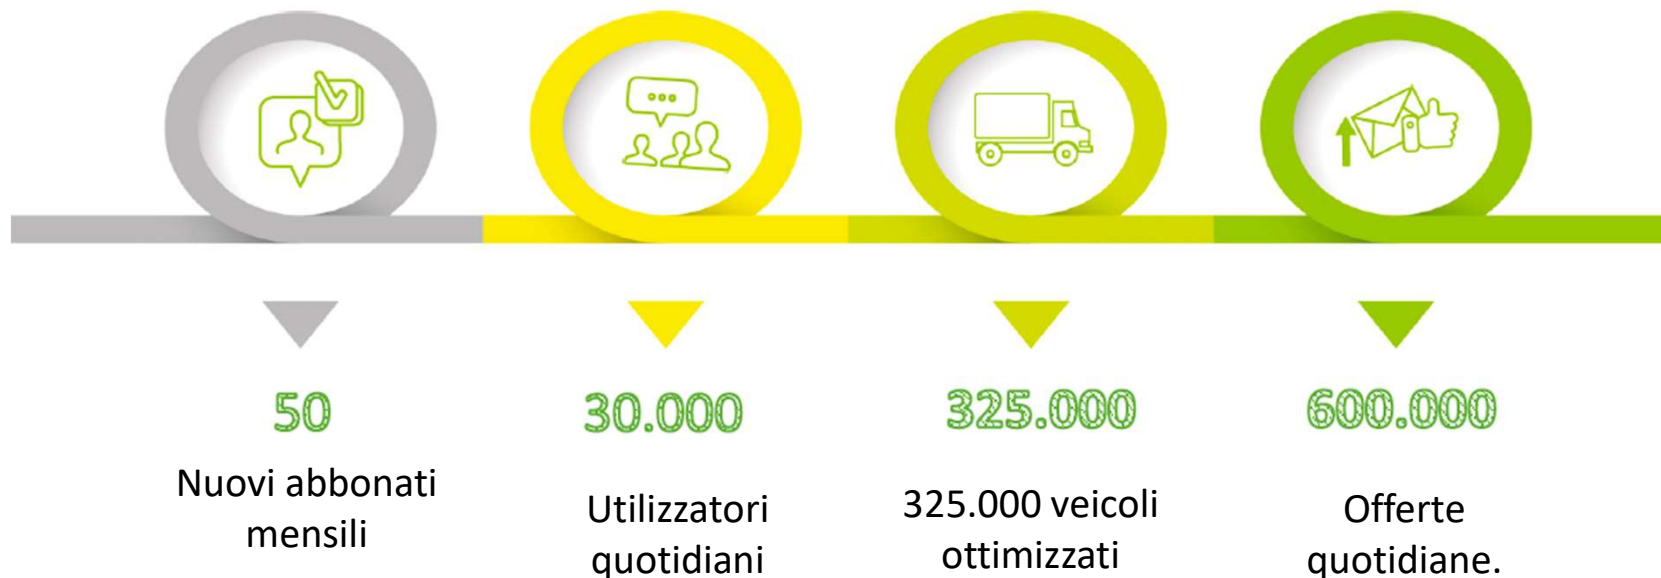 50
Nuovi abbonati
mensili
30.000
Utilizzatori
quotidiani
325.000
325.000 veicoli
ottimizzati
600.000
Offerte
quotidiane.